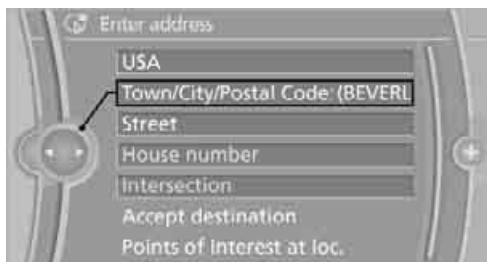 Enter address
USA
Town/City/Postal Code: (BEVERL
Street
House number
Intersection
Accept destination
Points of Interest at loc.